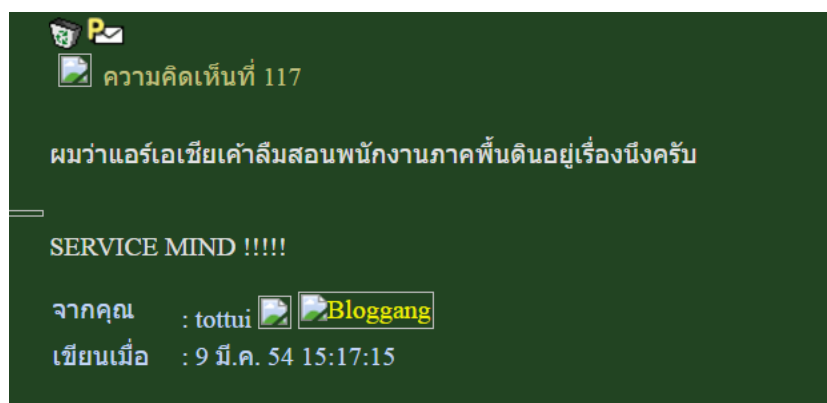 P
ความคิดเห็นที่ 117
ผมว่าแอร์เอเชียเค้าลืมสอนพนักงานภาคพื้นดินอยู่เรื่องนึงครับ
SERVICE MIND !!!!!
จากคุณ : tottui Bloggang
เขียนเมื่อ : 9 มี.ค. 54 15:17:15